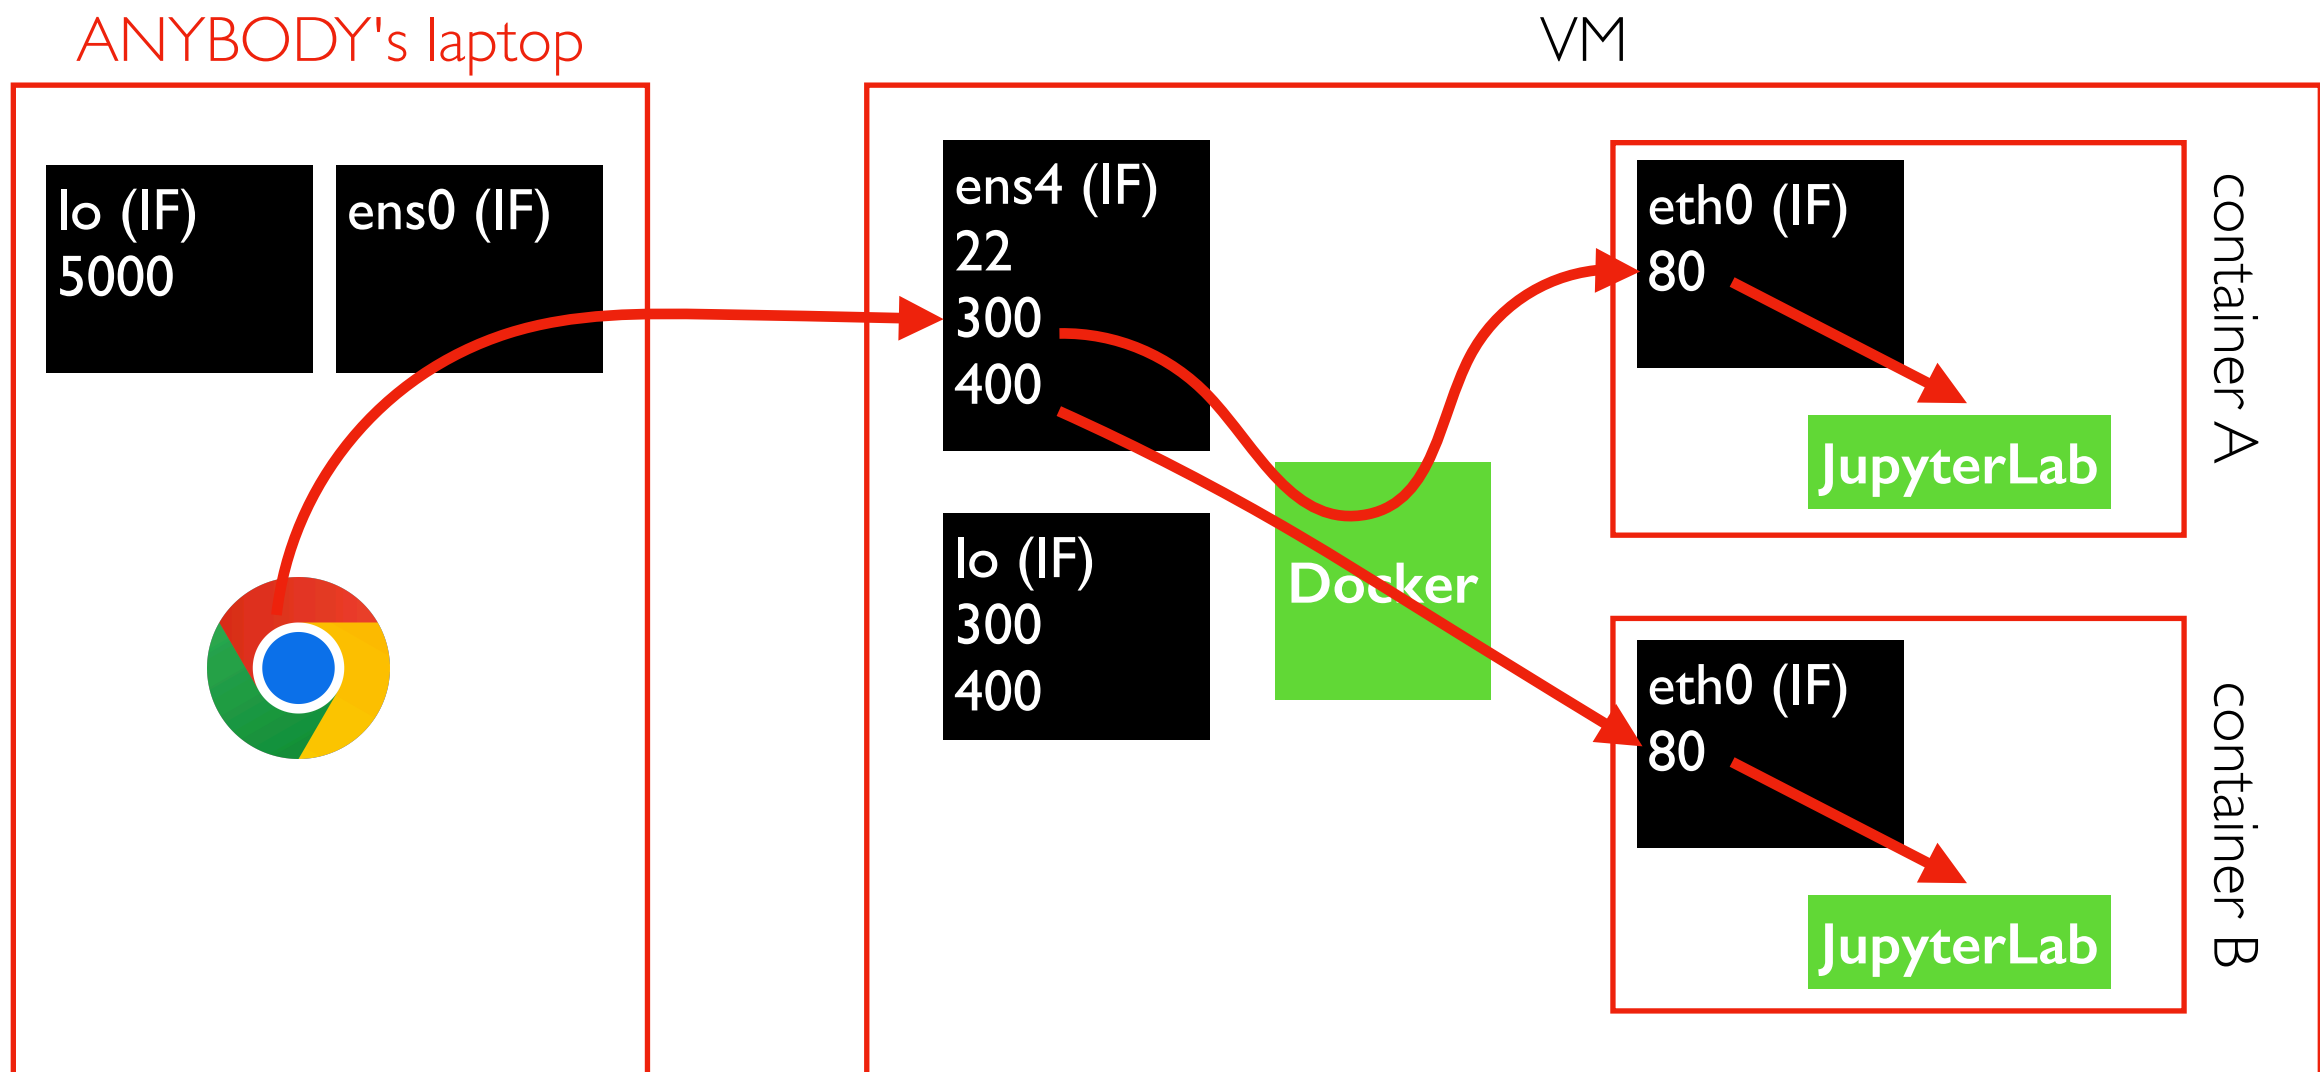 ANYBODY's laptop
VM
lo (IF)
5000
ens0 (IF)
ens4 (IF)
22
300
400
lo (IF)
300
400
Docker
eth0 (IF)
80
JupyterLab
container A
eth0 (IF)
80
JupyterLab
container B